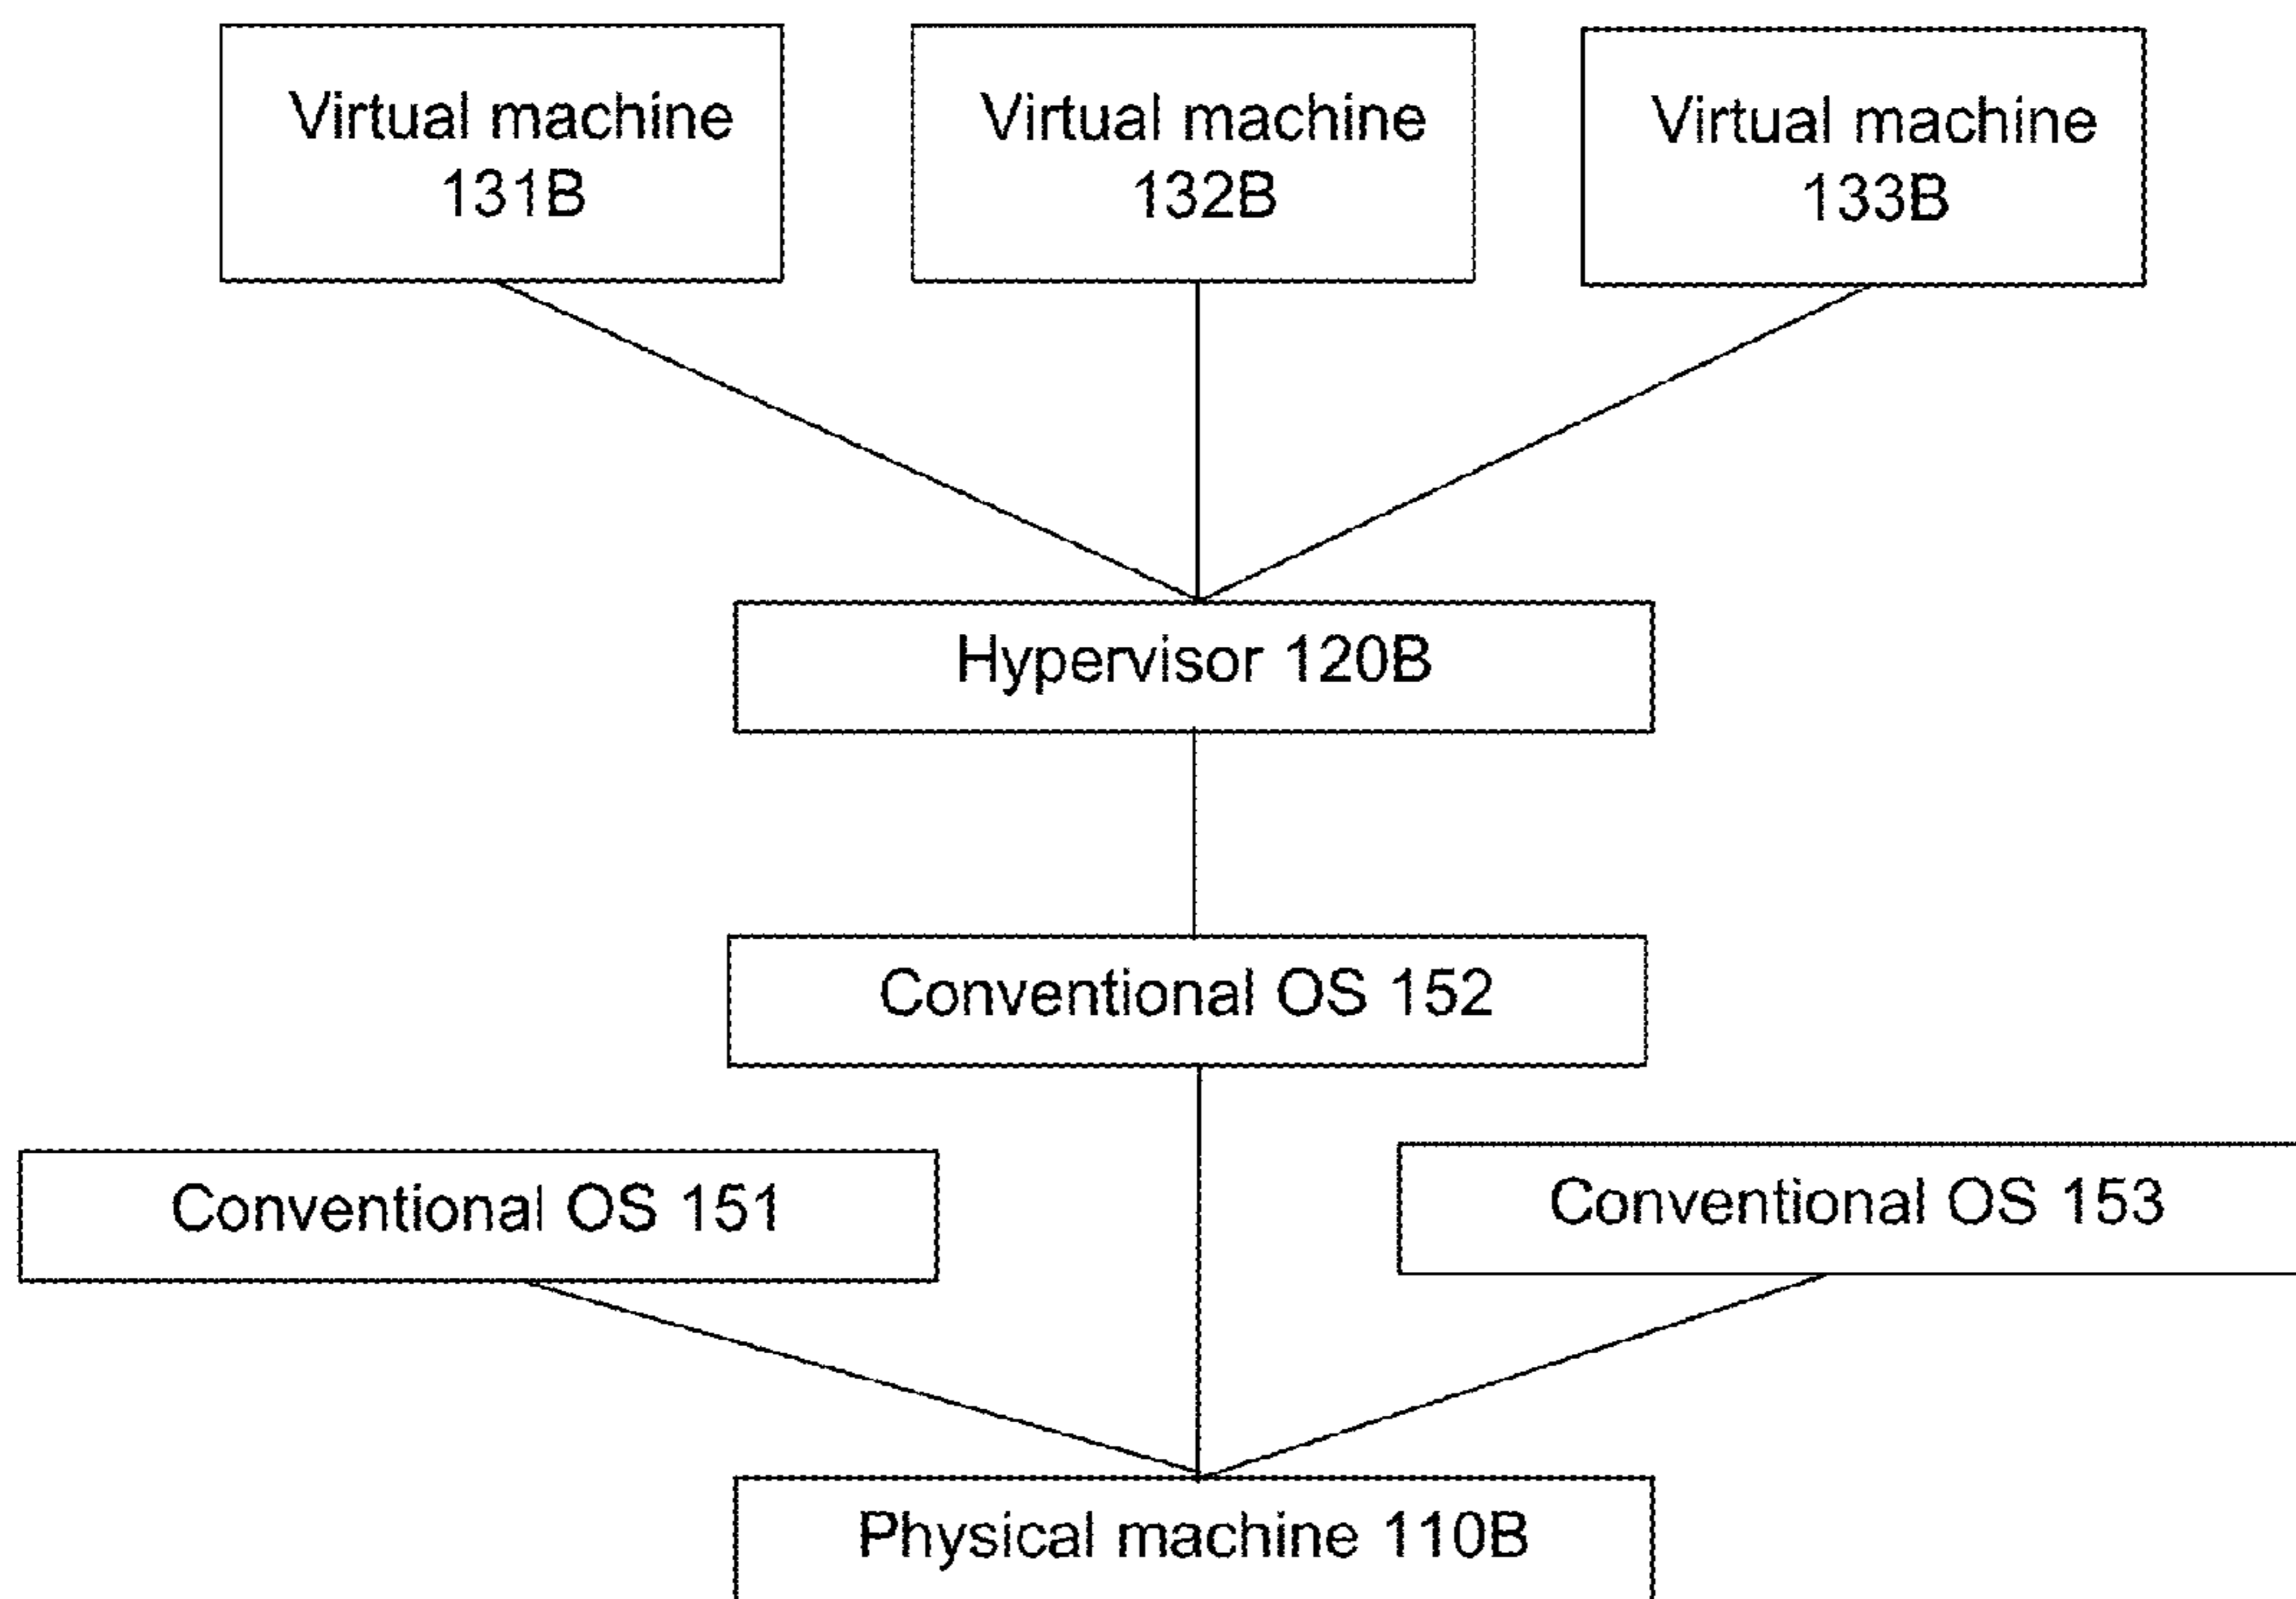 Virtual machine
131B
Virtual machine
132B
Virtual machine
133B
Hypervisor 120B
Conventional OS 152
Conventional OS 151
Conventional OS 153
Physical machine 110B